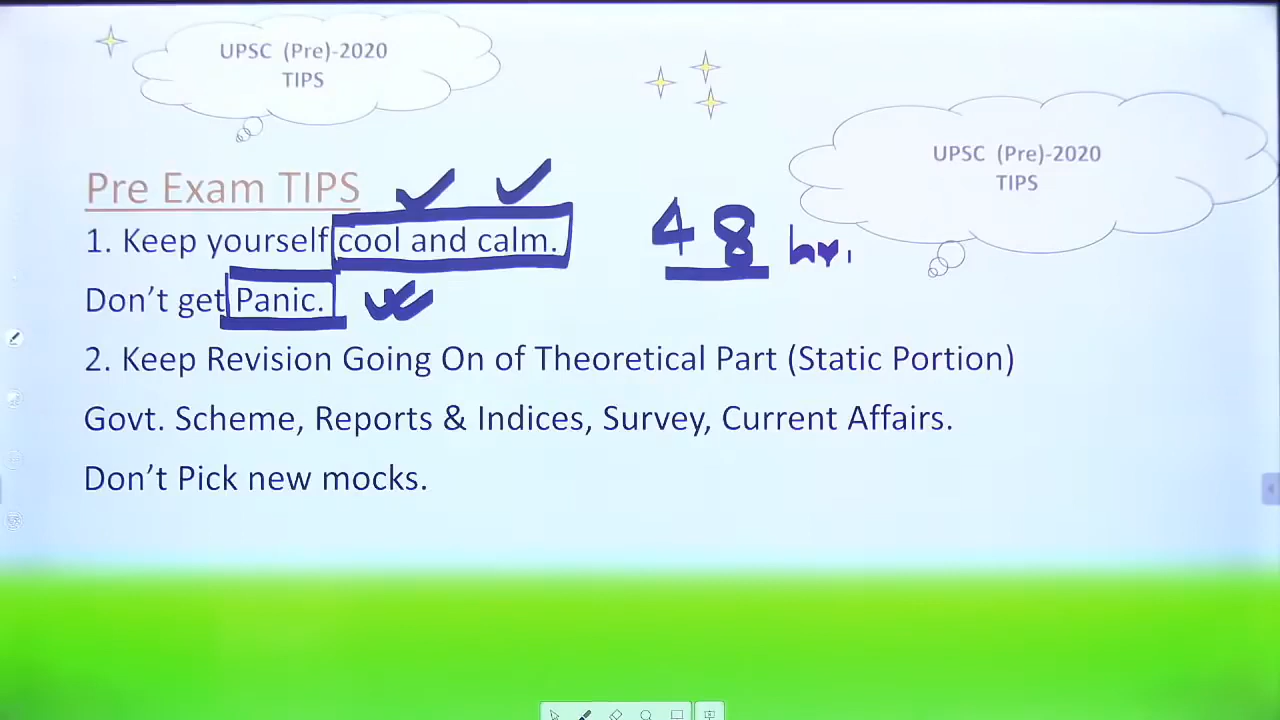 UPSC (Pre)-2020
TIPS
UPSC (Pre)-2020
TIPS
Pre Exam TIPS
1. Keep yourself cool and calm.
48 hr.
Don’t get Panic.
2. Keep Revision Going On of Theoretical Part (Static Portion)
Govt. Scheme, Reports & Indices, Survey, Current Affairs.
Don’t Pick new mocks.